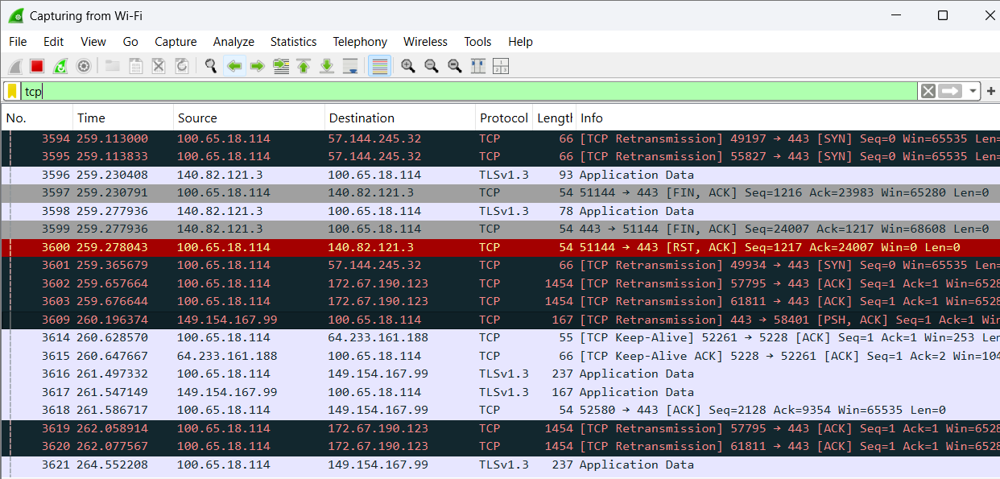 Capturing from Wi-Fi
File Edit View Go Capture Analyze Statistics Telephony Wireless Tools Help
tcp
No. Time Source Destination Protocol Length Info
3594 259.113000 100.65.18.114 57.144.245.32 TCP 66 [TCP Retransmission] 49197 → 443 [SYN] Seq=0 Win=65535 Len=
3595 259.113833 100.65.18.114 57.144.245.32 TCP 66 [TCP Retransmission] 55827 → 443 [SYN] Seq=0 Win=65535 Len=
3596 259.230408 140.82.121.3 100.65.18.114 TLSv1.3 93 Application Data
3597 259.230791 100.65.18.114 140.82.121.3 TCP 54 51144 → 443 [FIN, ACK] Seq=1216 Ack=23983 Win=65280 Len=0
3598 259.277936 140.82.121.3 100.65.18.114 TLSv1.3 78 Application Data
3599 259.277936 140.82.121.3 100.65.18.114 TCP 54 443 → 51144 [FIN, ACK] Seq=24007 Ack=1217 Win=68608 Len=0
3600 259.278043 100.65.18.114 140.82.121.3 TCP 54 51144 → 443 [RST, ACK] Seq=1217 Ack=24007 Win=0 Len=0
3601 259.365679 100.65.18.114 57.144.245.32 TCP 66 [TCP Retransmission] 49934 → 443 [SYN] Seq=0 Win=65535 Len=
3602 259.657664 100.65.18.114 172.67.190.123 TCP 1454 [TCP Retransmission] 57795 → 443 [ACK] Seq=1 Ack=1 Win=6528
3603 259.676644 100.65.18.114 172.67.190.123 TCP 1454 [TCP Retransmission] 61811 → 443 [ACK] Seq=1 Ack=1 Win=6528
3609 260.196374 149.154.167.99 100.65.18.114 TCP 167 [TCP Retransmission] 443 → 58401 [PSH, ACK] Seq=1 Ack=1 Win
3614 260.628570 100.65.18.114 64.233.161.188 TCP 55 [TCP Keep-Alive] 52261 → 5228 [ACK] Seq=1 Ack=1 Win=253 Len
3615 260.647667 64.233.161.188 100.65.18.114 TCP 66 [TCP Keep-Alive ACK] 5228 → 52261 [ACK] Seq=1 Ack=2 Win=104
3616 261.497332 100.65.18.114 149.154.167.99 TLSv1.3 237 Application Data
3617 261.547149 149.154.167.99 100.65.18.114 TLSv1.3 167 Application Data
3618 261.586717 100.65.18.114 149.154.167.99 TCP 54 52580 → 443 [ACK] Seq=2128 Ack=9354 Win=65535 Len=0
3619 262.058914 100.65.18.114 172.67.190.123 TCP 1454 [TCP Retransmission] 57795 → 443 [ACK] Seq=1 Ack=1 Win=6528
3620 262.077567 100.65.18.114 172.67.190.123 TCP 1454 [TCP Retransmission] 61811 → 443 [ACK] Seq=1 Ack=1 Win=6528
3621 264.552208 100.65.18.114 149.154.167.99 TLSv1.3 237 Application Data